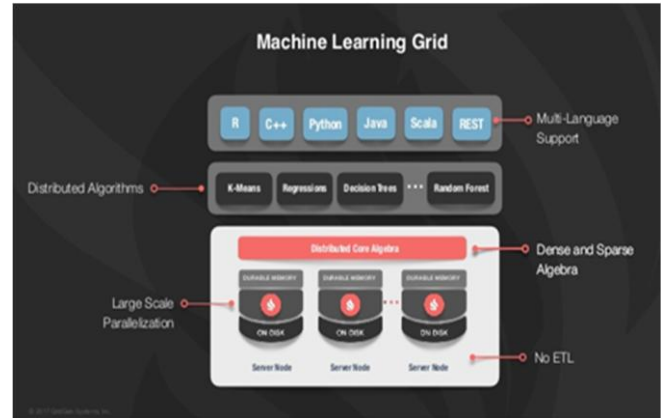 Machine Learning Grid
R C++ Python Java Scala REST
Multi-Language
Support
Distributed Algorithms
K-Means Regressions Decision Trees ••• Random Forest
Distributed Core Algebra
Dense and Sparse
Algebra
DURABLE MEMORY DURABLE MEMORY DURABLE MEMORY
Large Scale
Parallelization
ON DISK ON DISK ON DISK
No ETL
Server Node Server Node Server Node